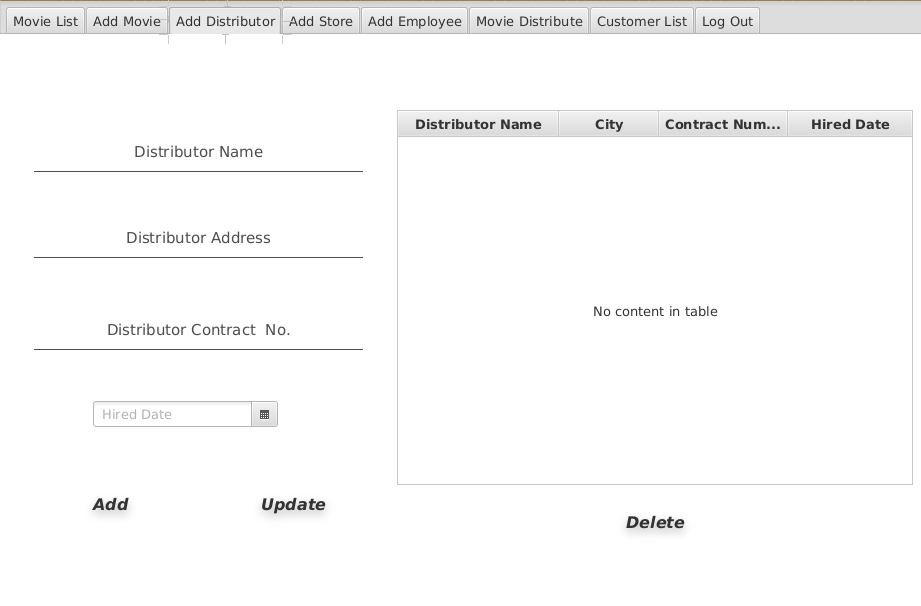 Movie List Add Movie Add Distributor Add Store Add Employee Movie Distribute Customer List Log Out
Distributor Name City Contract Num... Hired Date
Distributor Name
Distributor Address
No content in table
Distributor Contract No.
Hired Date
Add Update
Delete